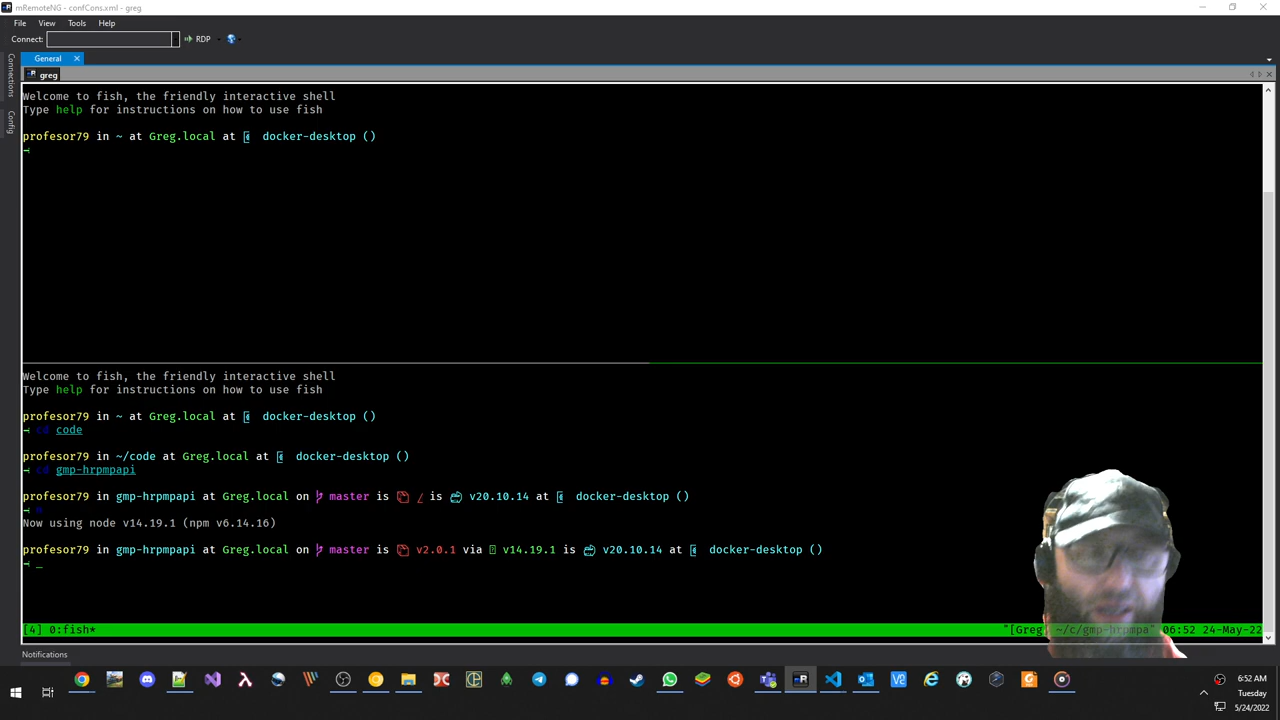 mRemoteNG - confCons.xml - greg
File View Tools Help
Connect: RDP
General
greg
Connections
Config
Welcome to fish, the friendly interactive shell
Type help for instructions on how to use fish
profesor79 in ~ at Greg.local at docker-desktop ()
Welcome to fish, the friendly interactive shell
Type help for instructions on how to use fish
profesor79 in ~ at Greg.local at docker-desktop ()
cd code
profesor79 in ~/code at Greg.local at docker-desktop ()
cd gmp-hrpmpapi
profesor79 in gmp-hrpmpapi at Greg.local on master is / is v20.10.14 at docker-desktop ()
n
Now using node v14.19.1 (npm v6.14.16)
profesor79 in gmp-hrpmpapi at Greg.local on master is v2.0.1 via v14.19.1 is v20.10.14 at docker-desktop ()
_
[4] 0:fish* "[Greg] ~/c/gmp-hrpmpa" 06:52 24-May-22
Notifications
6:52 AM
Tuesday
5/24/2022